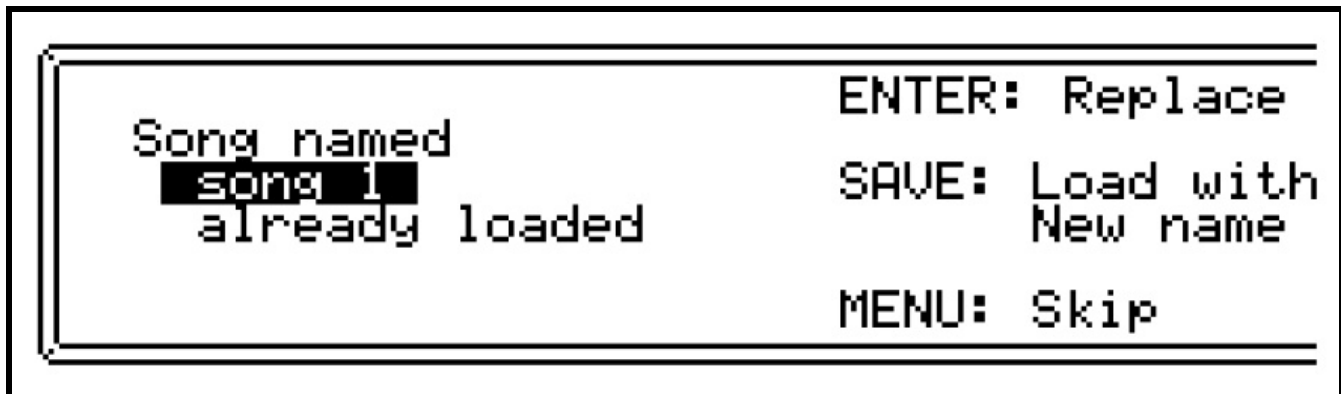 Song named
song 1
already loaded
ENTER: Replace
SAVE: Load with
New name
MENU: Skip